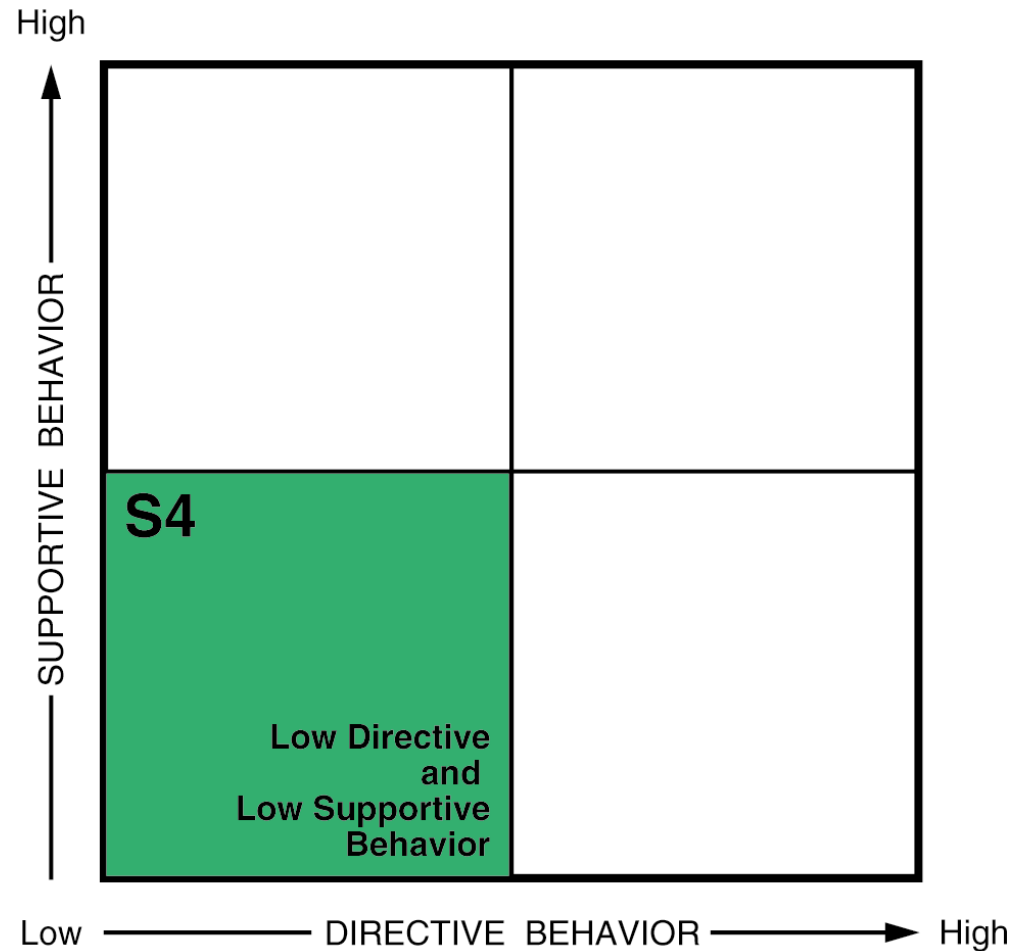 High
SUPPORTIVE BEHAVIOR
S4
Low Directive
and
Low Supportive
Behavior
Low DIRECTIVE BEHAVIOR High